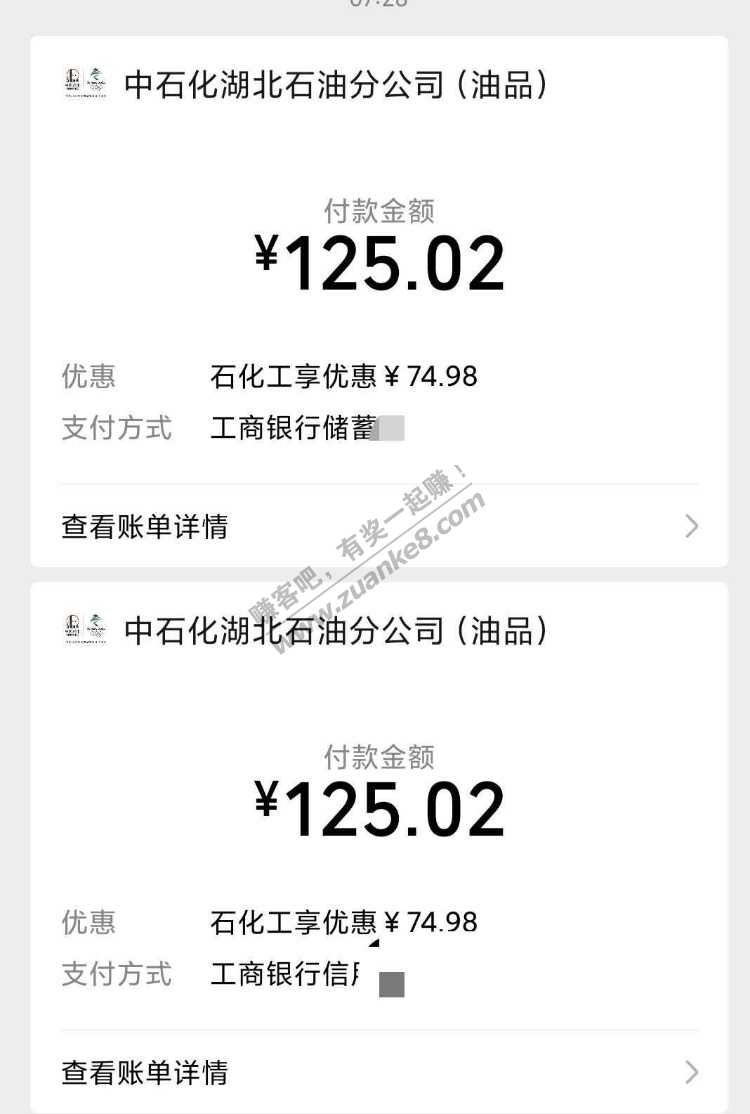 07:28
中石化湖北石油分公司（油品）
付款金额
¥125.02
优惠 石化工享优惠￥74.98
支付方式 工商银行储蓄
查看账单详情
赚客吧，有奖一起赚！
www.zuanke8.com
中石化湖北石油分公司（油品）
付款金额
¥125.02
优惠 石化工享优惠￥74.98
支付方式 工商银行信
查看账单详情